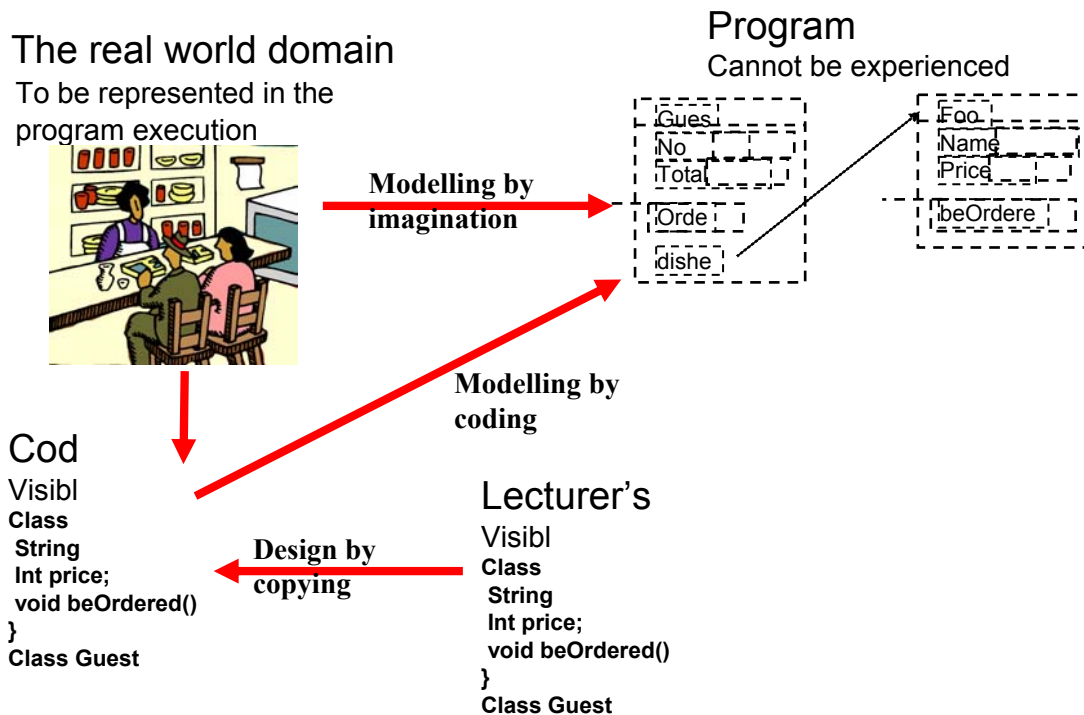 The real world domain
To be represented in the
program execution
Program
Cannot be experienced
Gues
No
Total
Orde
dishe
Foo
Name
Price
beOrdere
Modelling by
imagination
Modelling by
coding
Cod
Visibl
Class
String
Int price;
void beOrdered()
}
Class Guest
Design by
copying
Lecturer's
Visibl
Class
String
Int price;
void beOrdered()
}
Class Guest